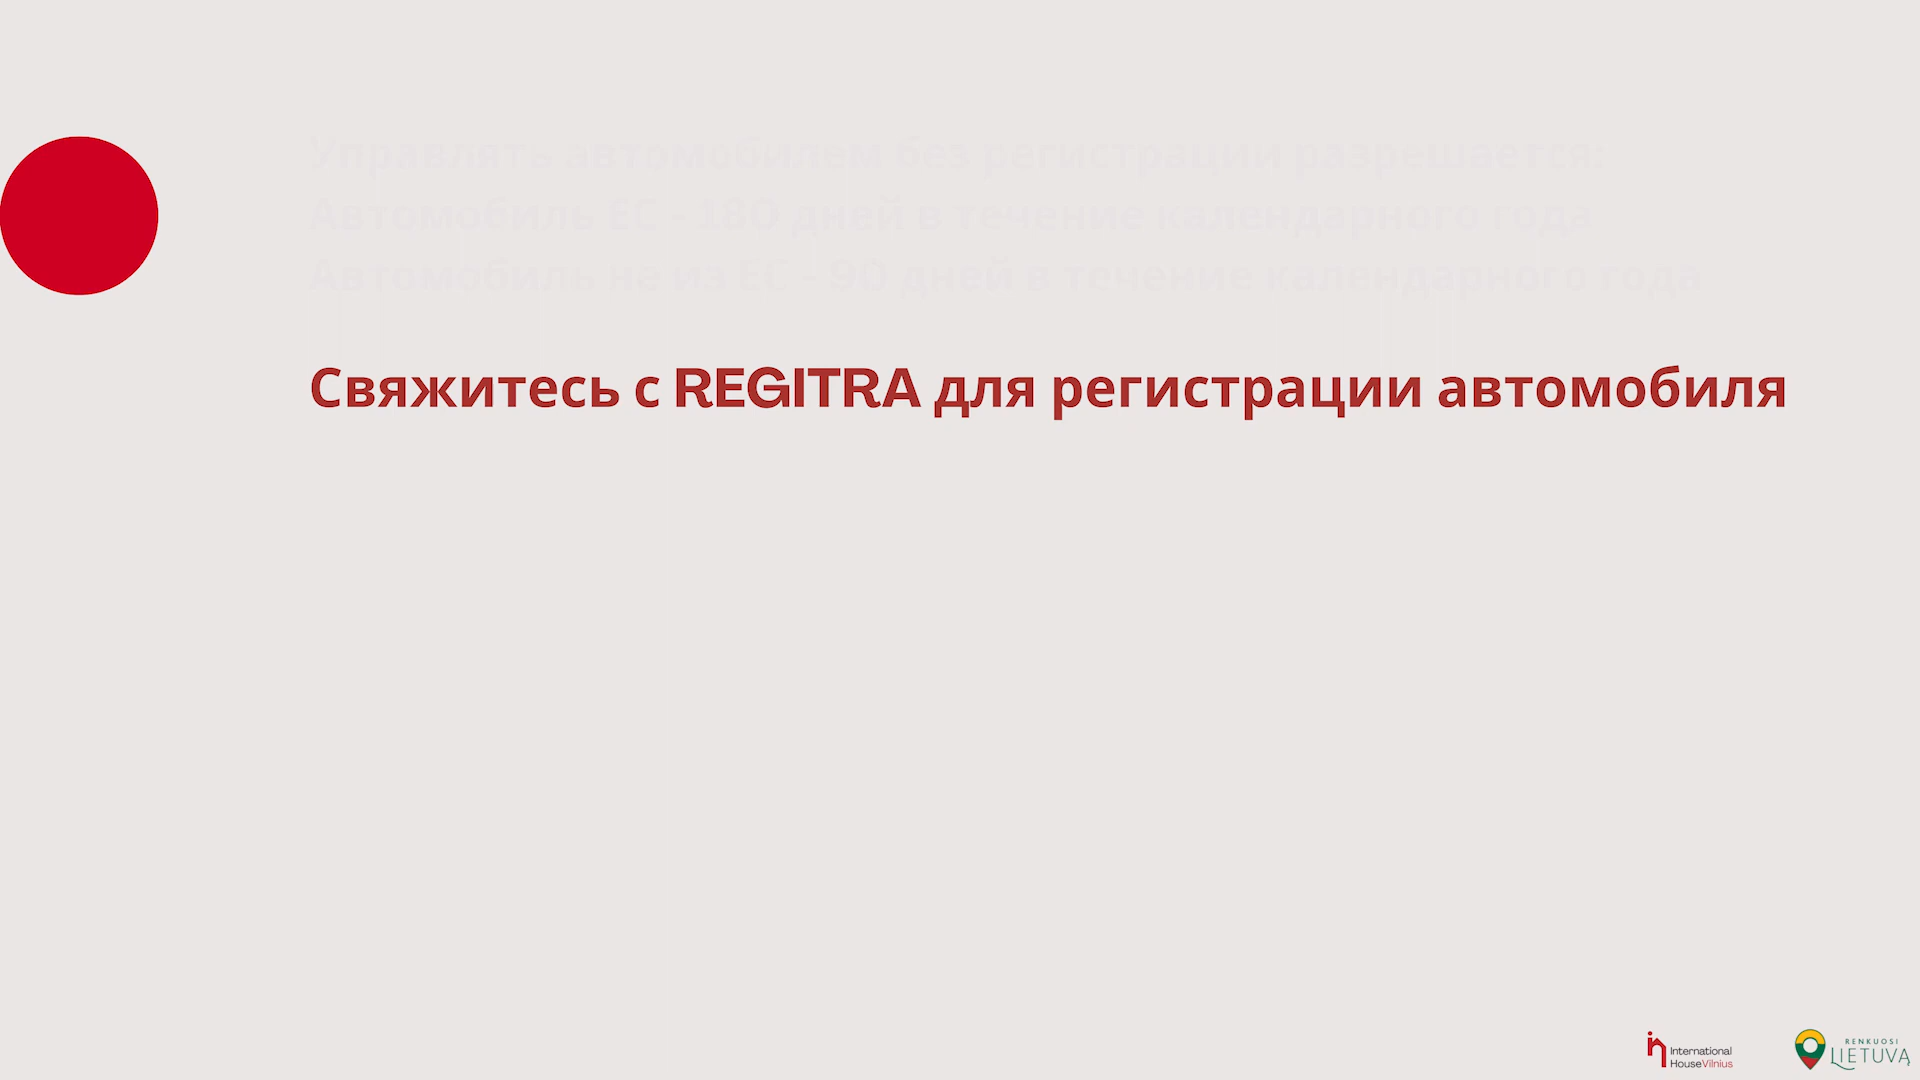 Управлять автомобилем без регистрации разрешается:
Автомобиль ЕС - 180 дней в течение календарного года
Автомобиль не из ЕС - 90 дней в течение календарного года
Свяжитесь с REGITRA для регистрации автомобиля
International
HouseVilnius
RENKUOSI
LIETUVĄ